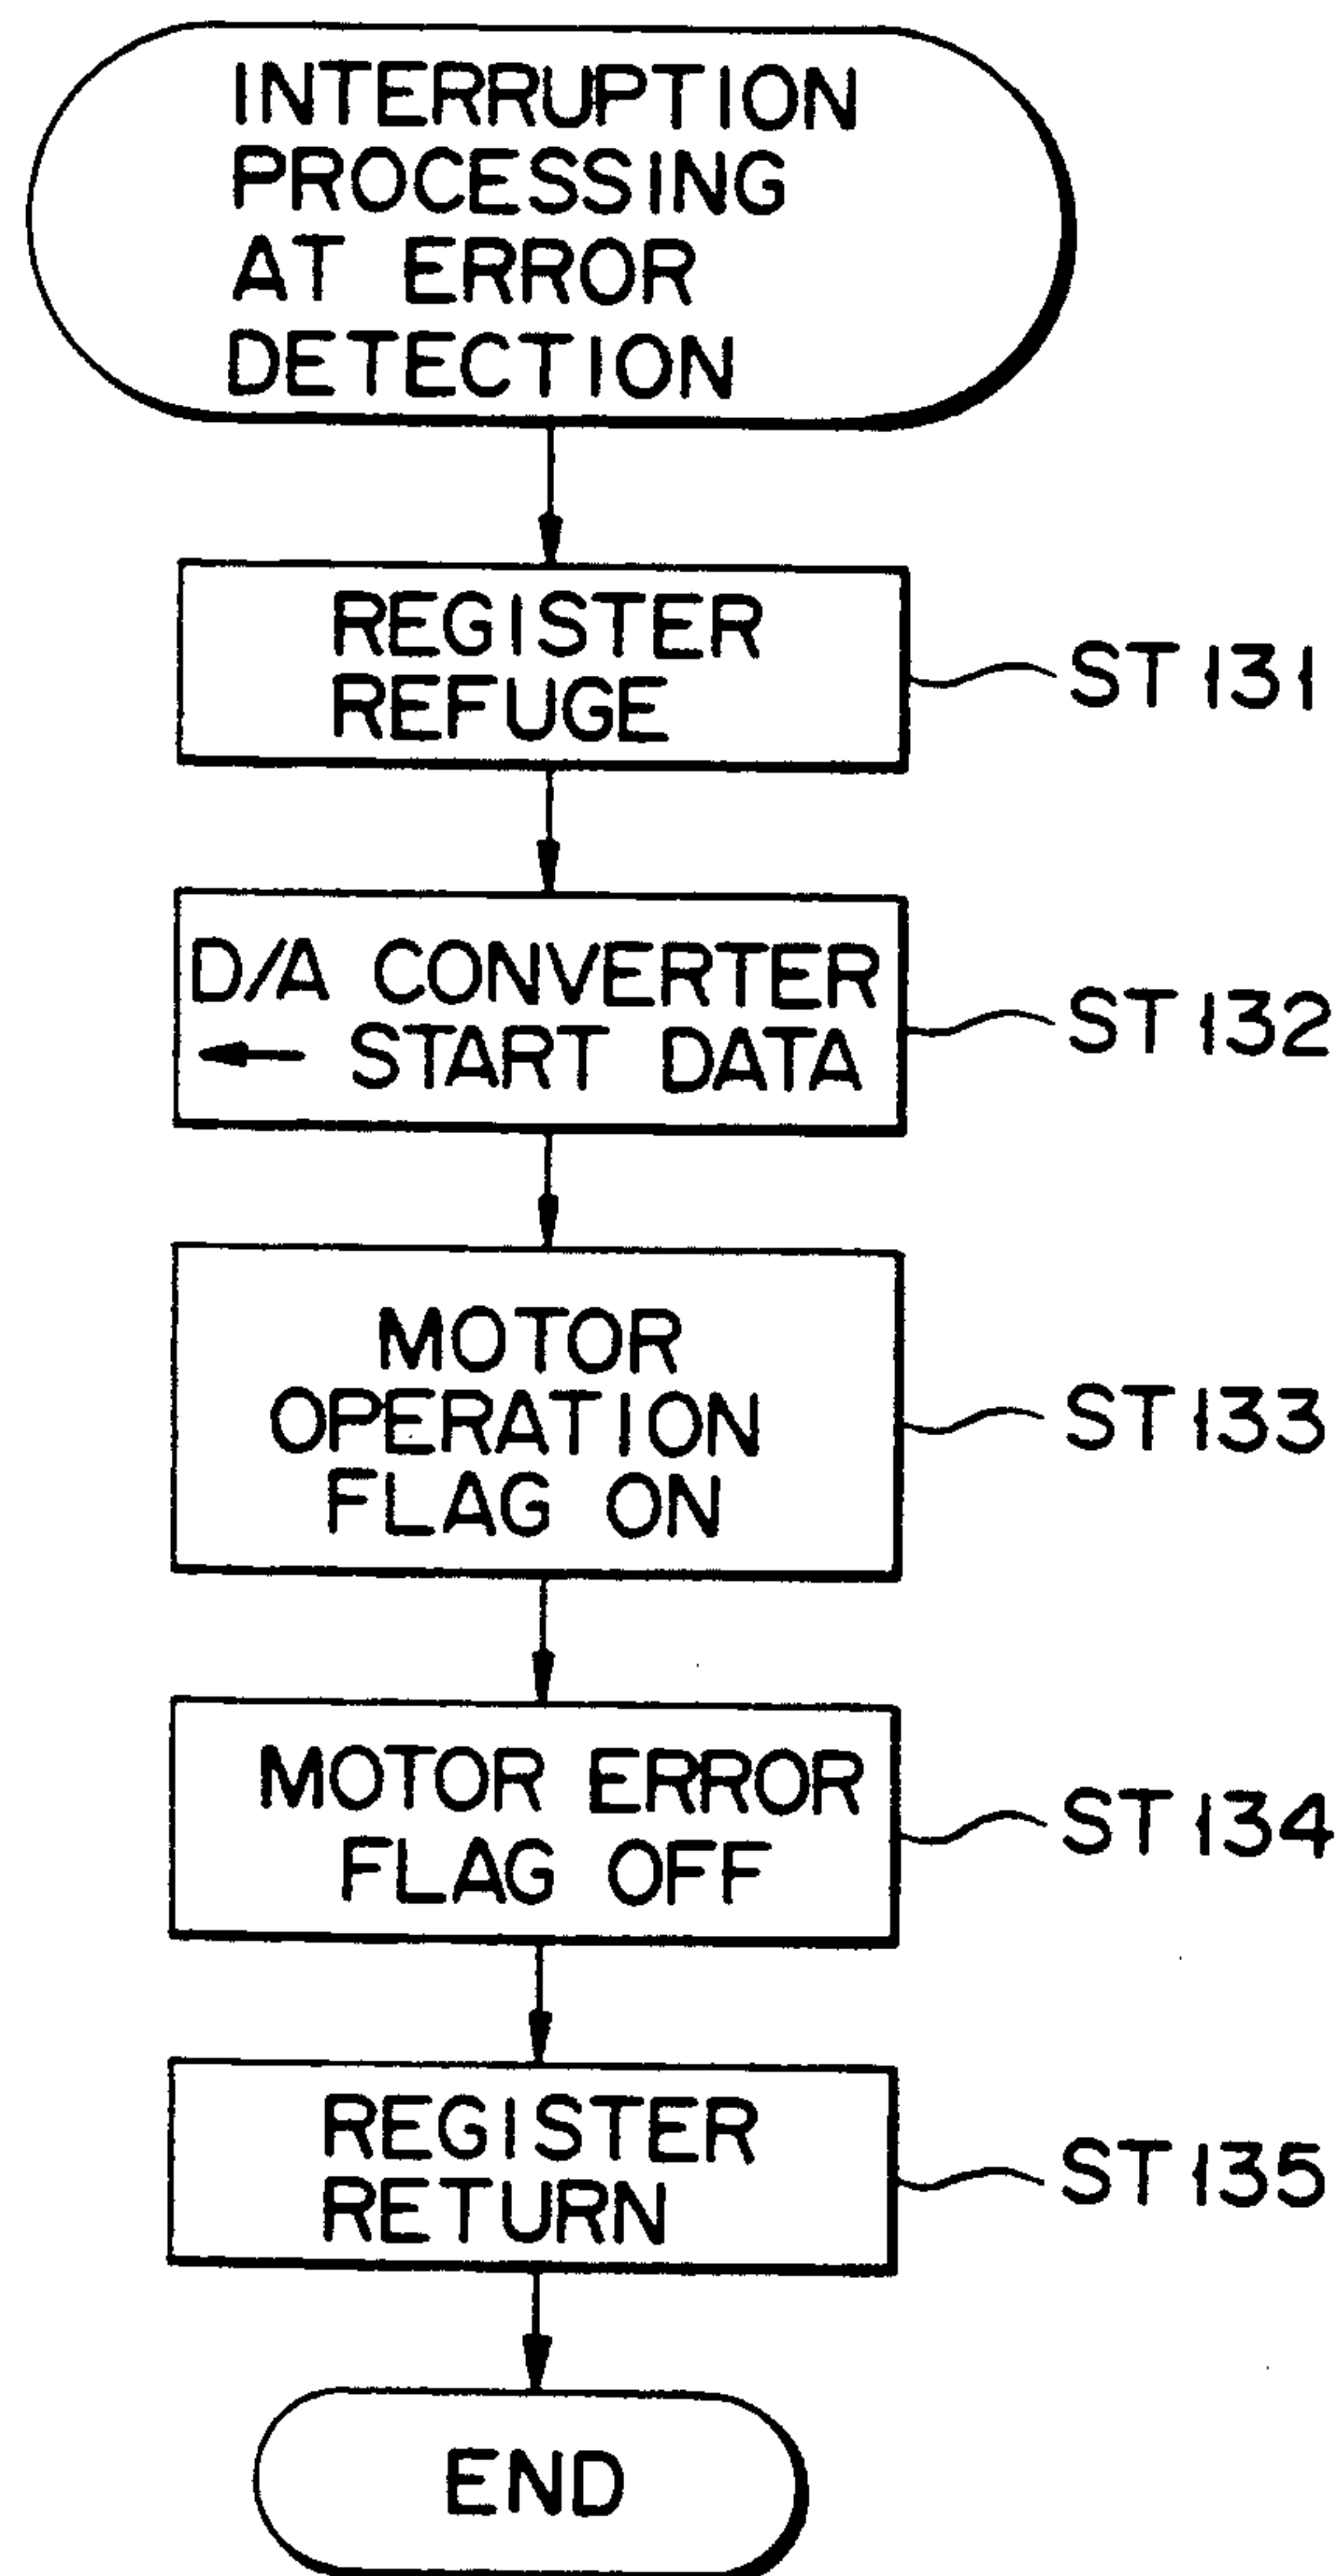 INTERRUPTION
PROCESSING
AT ERROR
DETECTION
REGISTER
REFUGE
ST131
D/A CONVERTER
← START DATA
ST132
MOTOR
OPERATION
FLAG ON
ST133
MOTOR ERROR
FLAG OFF
ST134
REGISTER
RETURN
ST135
END